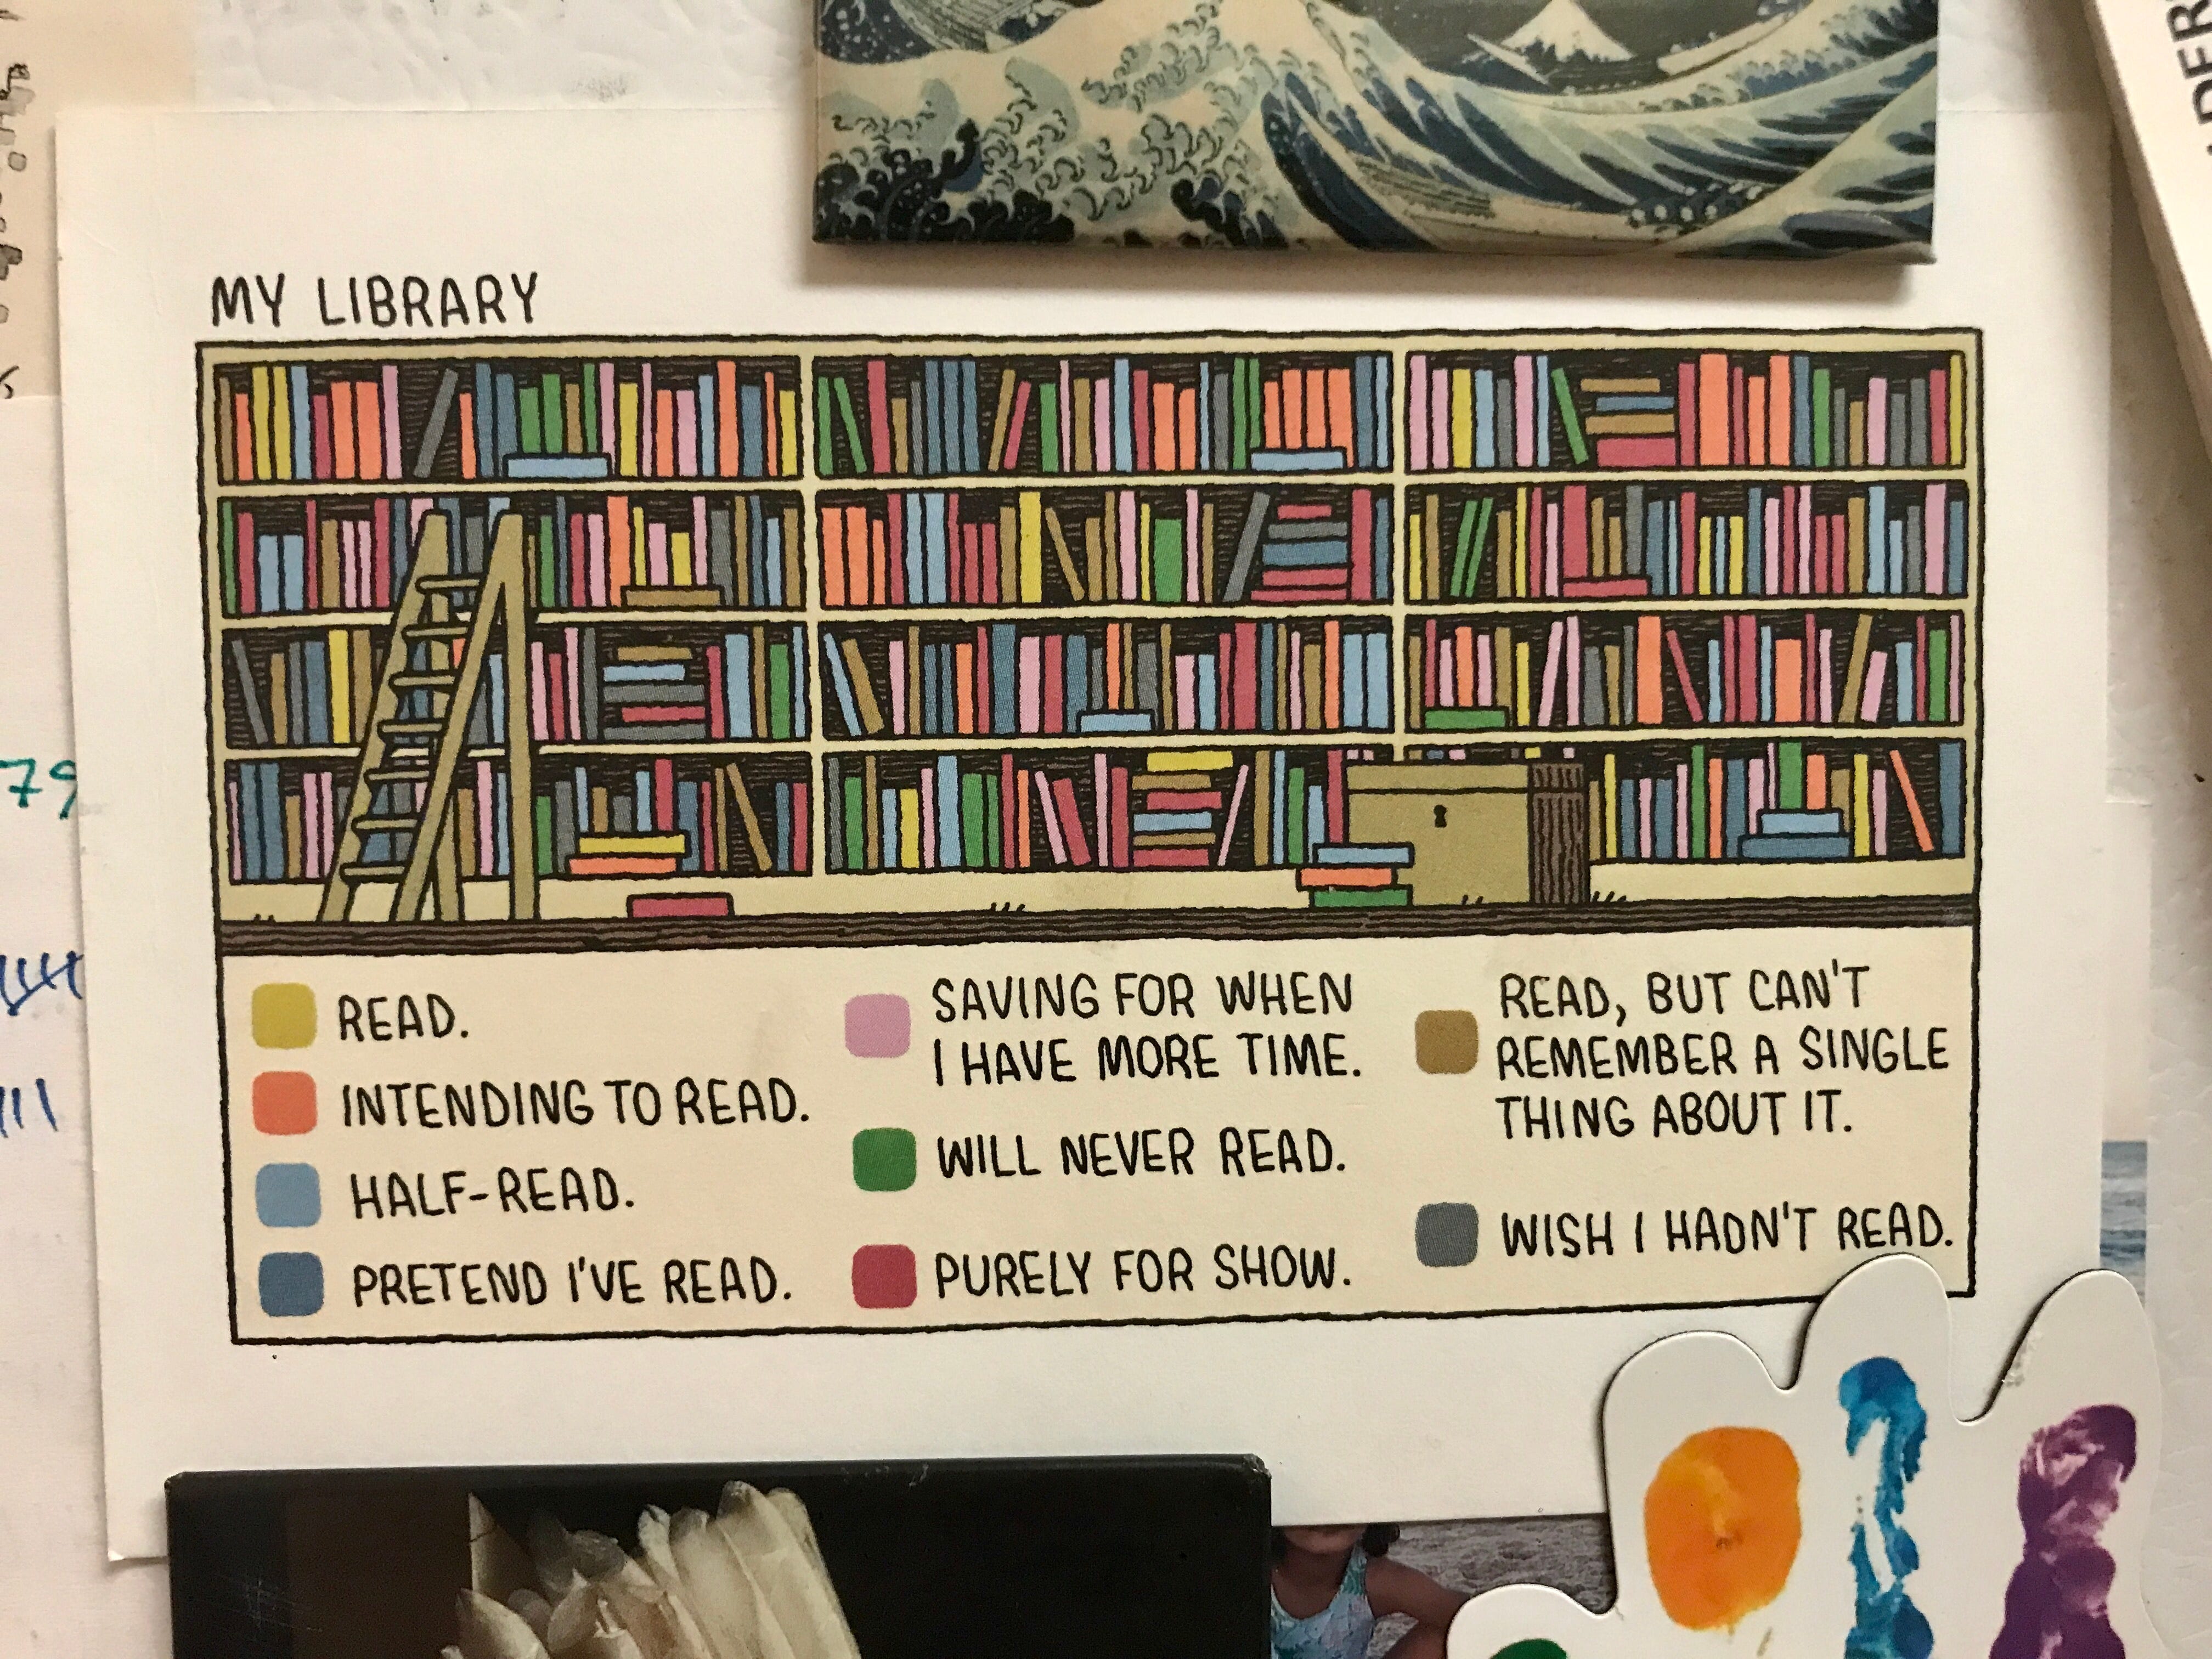 MY LIBRARY
READ.
INTENDING TO READ.
HALF-READ.
PRETEND I'VE READ.
SAVING FOR WHEN
I HAVE MORE TIME.
WILL NEVER READ.
PURELY FOR SHOW.
READ, BUT CAN'T
REMEMBER A SINGLE
THING ABOUT IT.
WISH I HADN'T READ.
79